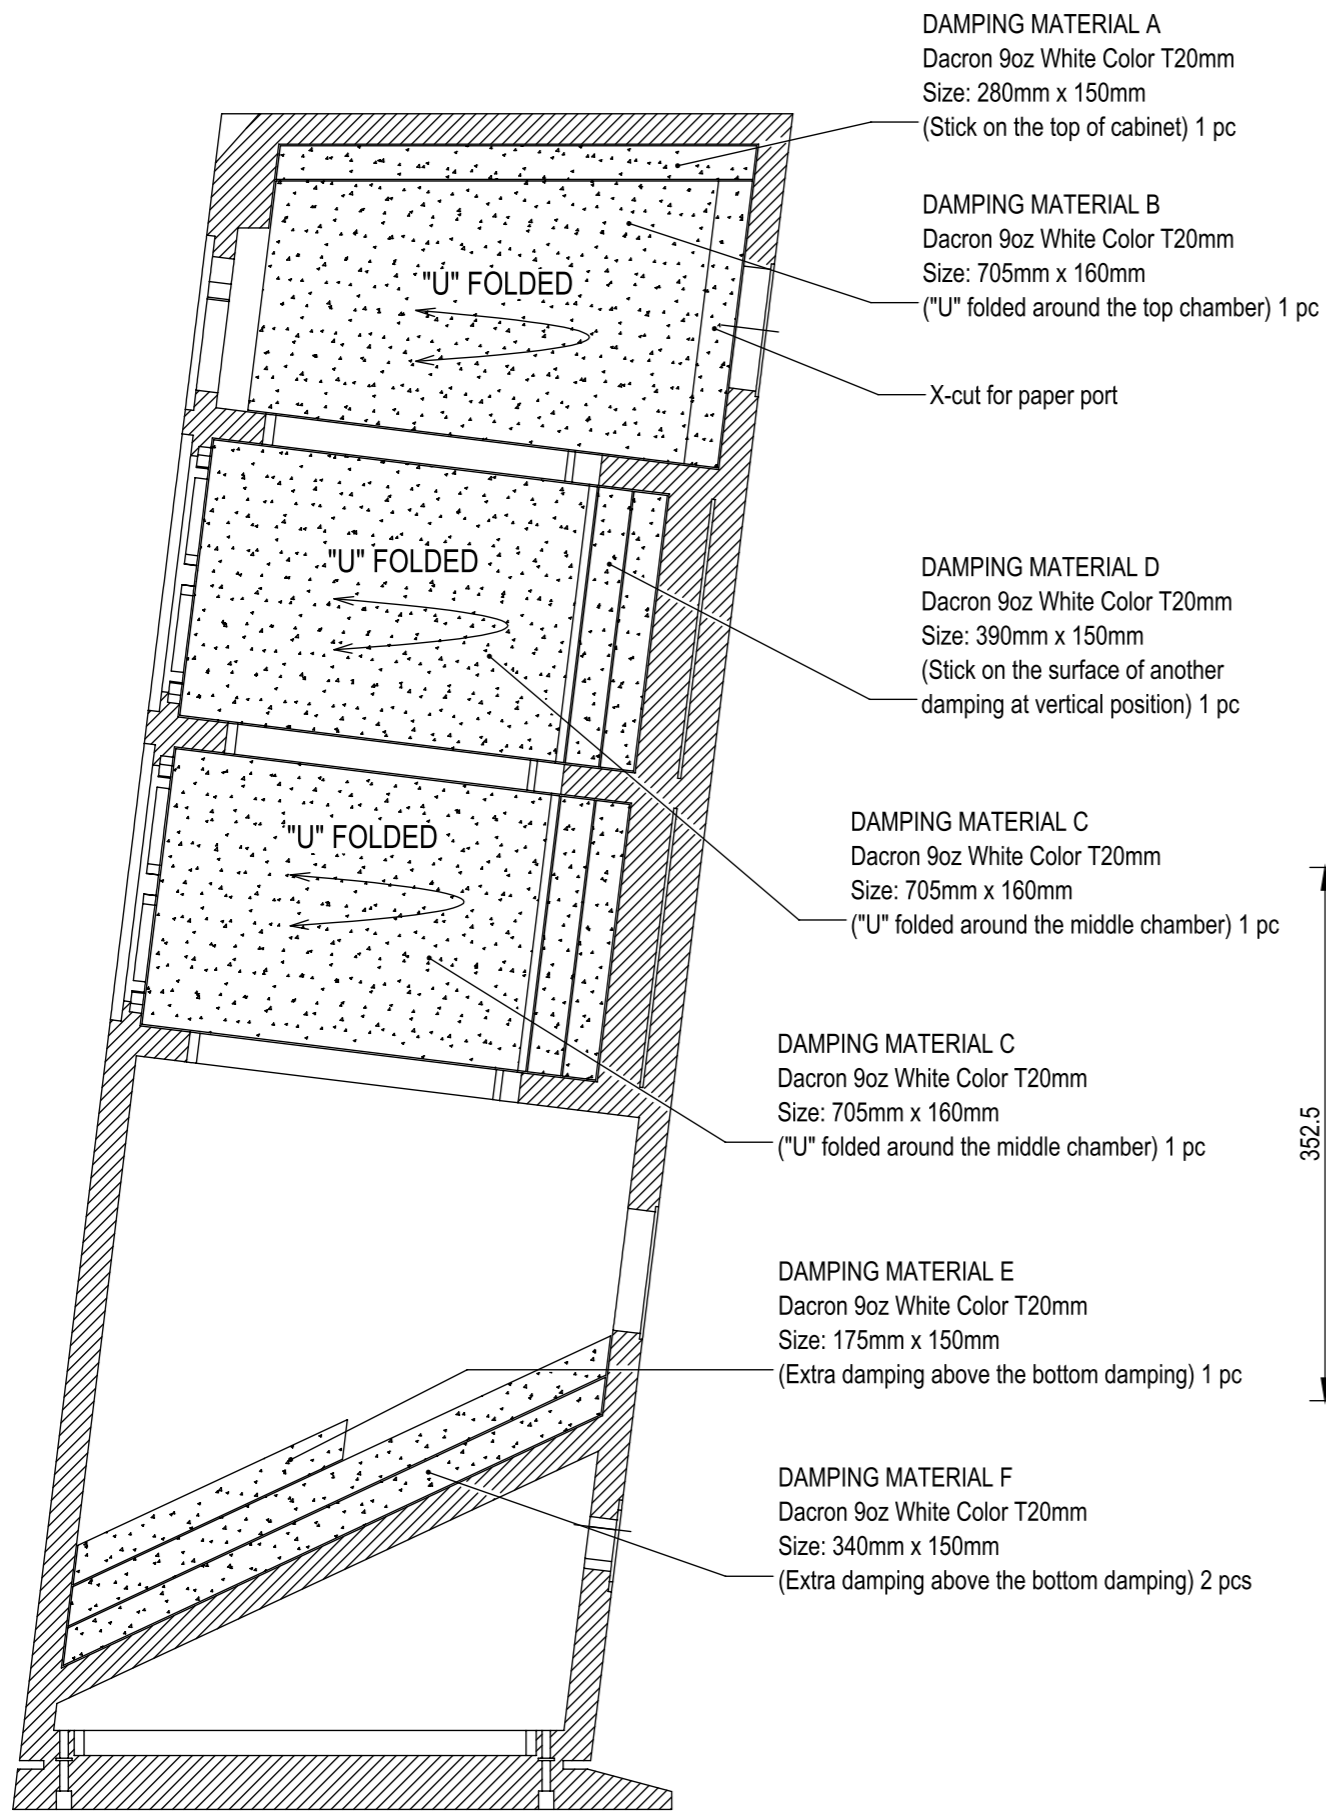 DAMPING MATERIAL A
Dacron 9oz White Color T20mm
Size: 280mm x 150mm
(Stick on the top of cabinet) 1 pc
DAMPING MATERIAL B
Dacron 9oz White Color T20mm
Size: 705mm x 160mm
("U" folded around the top chamber) 1 pc
"U" FOLDED
X-cut for paper port
"U" FOLDED
DAMPING MATERIAL D
Dacron 9oz White Color T20mm
Size: 390mm x 150mm
(Stick on the surface of another
damping at vertical position) 1 pc
"U" FOLDED
DAMPING MATERIAL C
Dacron 9oz White Color T20mm
Size: 705mm x 160mm
("U" folded around the middle chamber) 1 pc
DAMPING MATERIAL C
Dacron 9oz White Color T20mm
Size: 705mm x 160mm
("U" folded around the middle chamber) 1 pc
352.5
DAMPING MATERIAL E
Dacron 9oz White Color T20mm
Size: 175mm x 150mm
(Extra damping above the bottom damping) 1 pc
DAMPING MATERIAL F
Dacron 9oz White Color T20mm
Size: 340mm x 150mm
(Extra damping above the bottom damping) 2 pcs